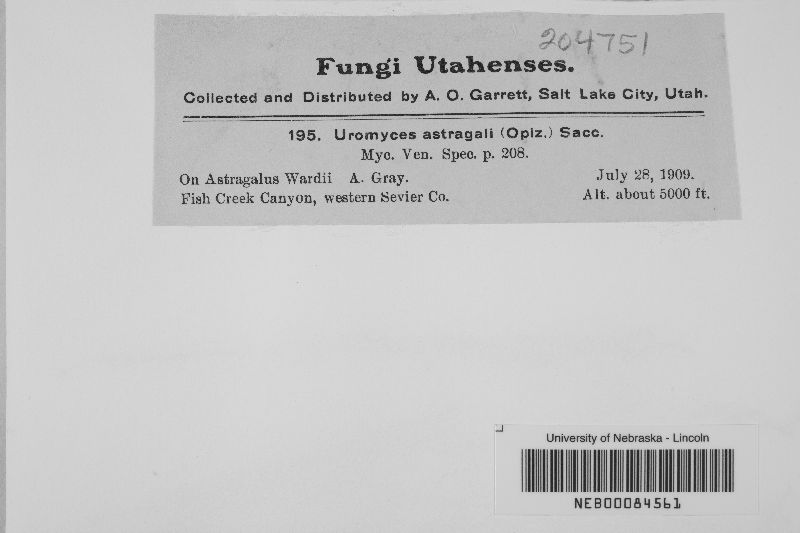 204751
Fungi Utahenses.
Collected and Distributed by A. O. Garrett, Salt Lake City, Utah.
195. Uromyces astragali (Opiz.) Sacc.
Myc. Ven. Spec. p. 208.
On Astragalus Wardii A. Gray. July 28, 1909.
Fish Creek Canyon, western Sevier Co. Alt. about 5000 ft.
University of Nebraska - Lincoln
NEB00084561